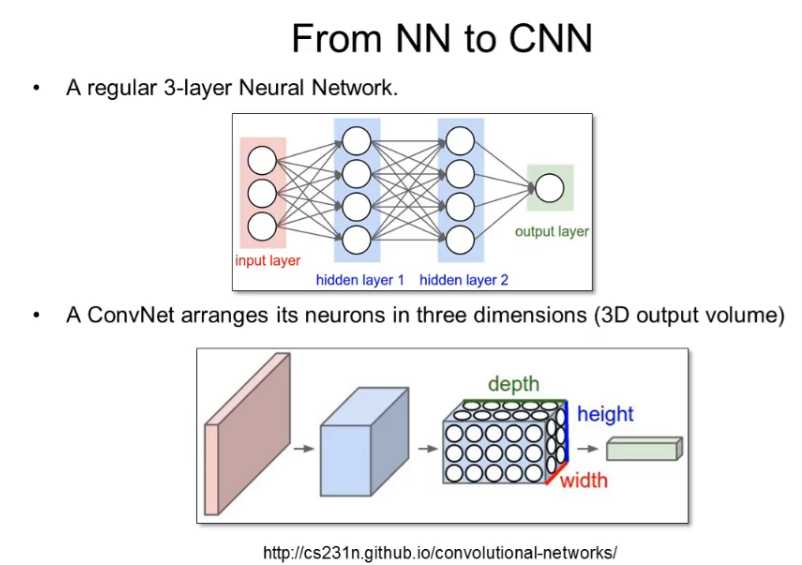 From NN to CNN
• A regular 3-layer Neural Network.
input layer
hidden layer 1
hidden layer 2
output layer
• A ConvNet arranges its neurons in three dimensions (3D output volume)
depth
height
width
http://cs231n.github.io/convolutional-networks/